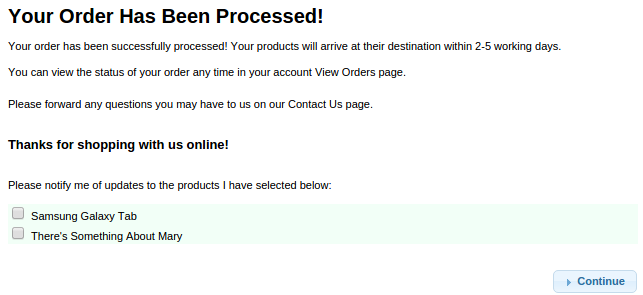 Your Order Has Been Processed!
Your order has been successfully processed! Your products will arrive at their destination within 2-5 working days.
You can view the status of your order any time in your account View Orders page.
Please forward any questions you may have to us on our Contact Us page.
Thanks for shopping with us online!
Please notify me of updates to the products I have selected below:
Samsung Galaxy Tab
There's Something About Mary
Continue